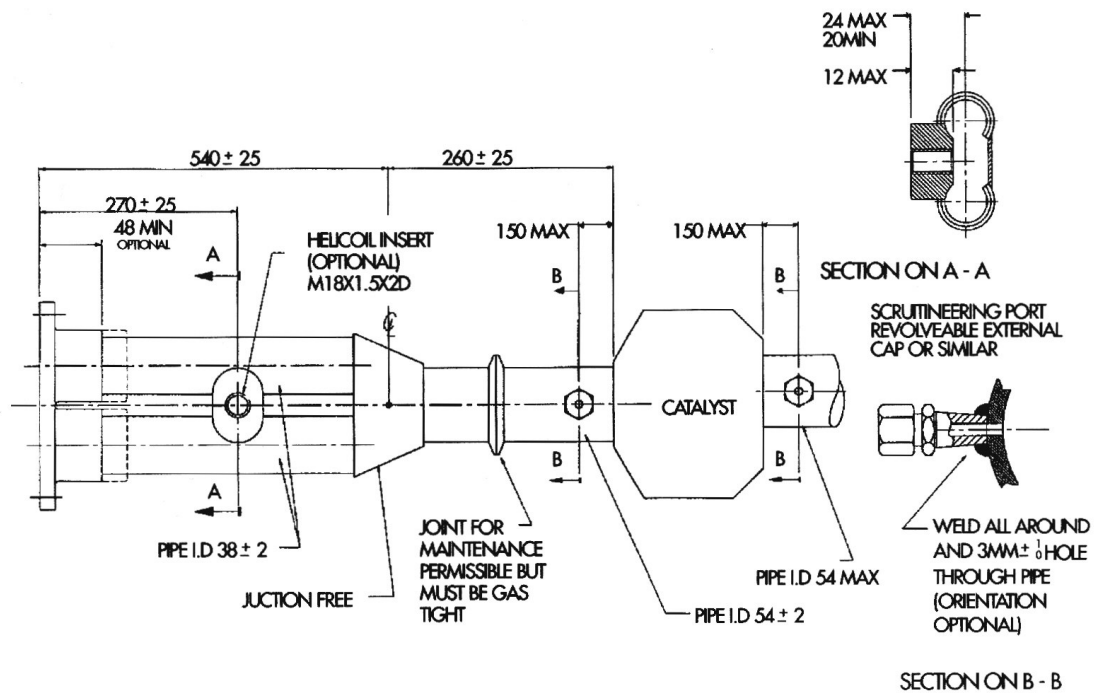 24 MAX
20MIN
12 MAX
540 ± 25
260 ± 25
270 ± 25
48 MIN
OPTIONAL
A
HELICOIL INSERT
(OPTIONAL)
M18X1.5X2D
150 MAX
150 MAX
B
B
SECTION ON A - A
SCRUTINEERING PORT
REVOLVEABLE EXTERNAL
CAP OR SIMILAR
℄
CATALYST
A
B
B
PIPE I.D 38 ± 2
JUCTION FREE
JOINT FOR
MAINTENANCE
PERMISSIBLE BUT
MUST BE GAS
TIGHT
PIPE I.D 54 MAX
PIPE I.D 54 ± 2
WELD ALL AROUND
AND 3MM ± 1/0 HOLE
THROUGH PIPE
(ORIENTATION
OPTIONAL)
SECTION ON B - B